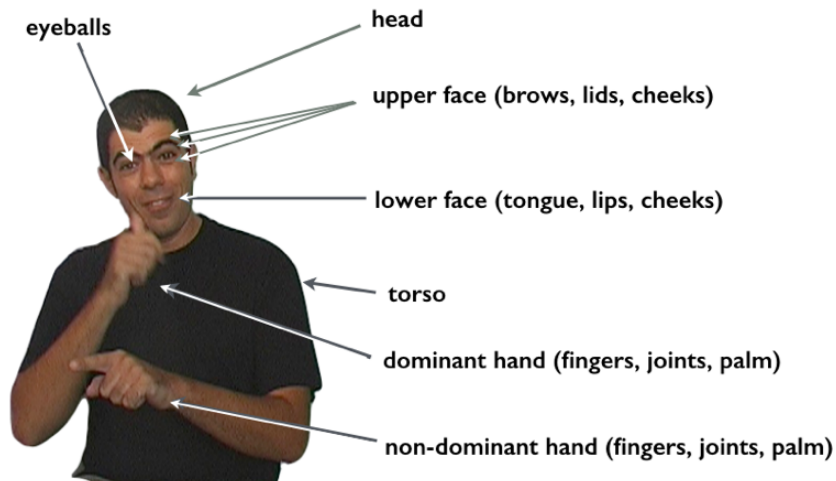 eyeballs
head
upper face (brows, lids, cheeks)
lower face (tongue, lips, cheeks)
torso
dominant hand (fingers, joints, palm)
non-dominant hand (fingers, joints, palm)